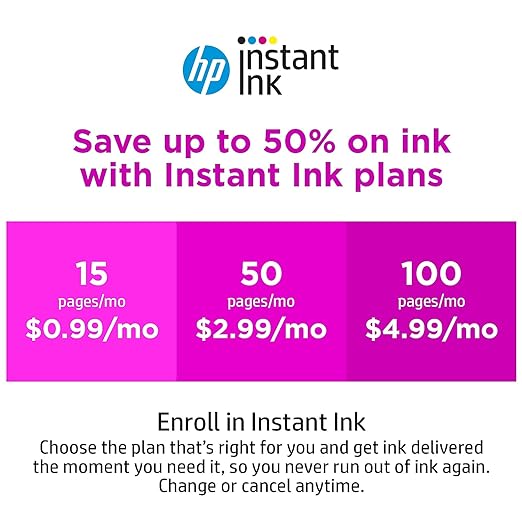 hp instant
ink
Save up to 50% on ink
with Instant Ink plans
15
pages/mo
$0.99/mo
50
pages/mo
$2.99/mo
100
pages/mo
$4.99/mo
Enroll in Instant Ink
Choose the plan that's right for you and get ink delivered
the moment you need it, so you never run out of ink again.
Change or cancel anytime.